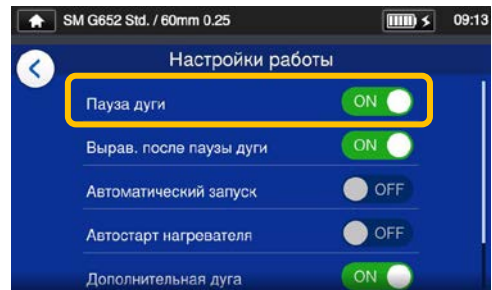 SM G652 Std. / 60mm 0.25 09:13
Настройки работы
Пауза дуги ON
Вырав. после паузы дуги ON
Автоматический запуск OFF
Автостарт нагревателя OFF
Дополнительная дуга ON